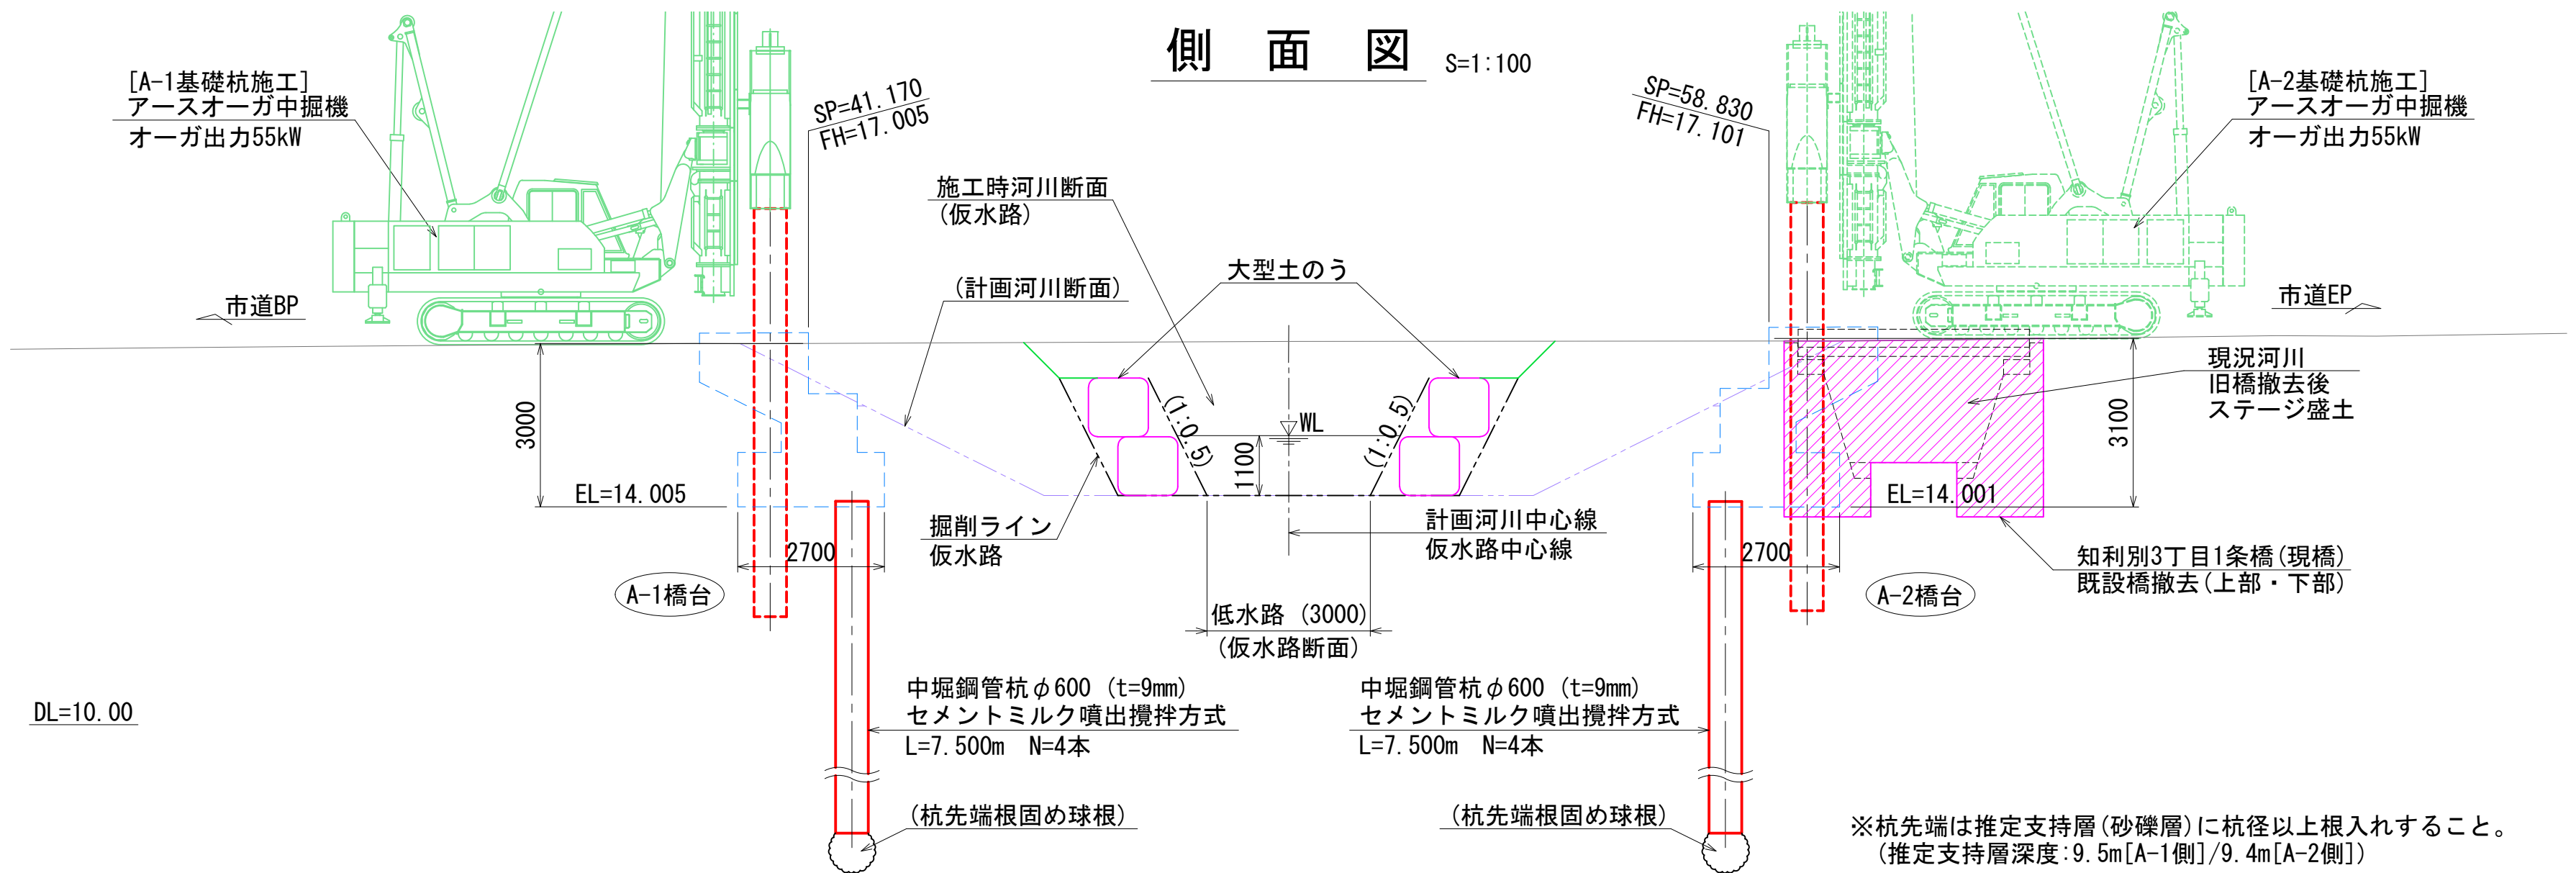 側 面 図 S=1:100
[A-1基礎杭施工]
アースオーガ中掘機
オーガ出力55kW
SP=41.170
FH=17.005
SP=58.830
FH=17.101
[A-2基礎杭施工]
アースオーガ中掘機
オーガ出力55kW
施工時河川断面
(仮水路)
(計画河川断面)
大型土のう
市道BP
市道EP
現況河川
旧橋撤去後
ステージ盛土
3000
(1:0.5)
WL
1100
(1:0.5)
3100
EL=14.005
EL=14.001
掘削ライン
仮水路
計画河川中心線
仮水路中心線
2700
2700
知利別3丁目1条橋(現橋)
既設橋撤去(上部・下部)
A-1橋台
A-2橋台
低水路 (3000)
(仮水路断面)
中堀鋼管杭φ600 (t=9mm)
セメントミルク噴出攪拌方式
L=7.500m N=4本
中堀鋼管杭φ600 (t=9mm)
セメントミルク噴出攪拌方式
L=7.500m N=4本
DL=10.00
(杭先端根固め球根)
(杭先端根固め球根)
※杭先端は推定支持層(砂礫層)に杭径以上根入れすること。
(推定支持層深度:9.5m[A-1側]/9.4m[A-2側])